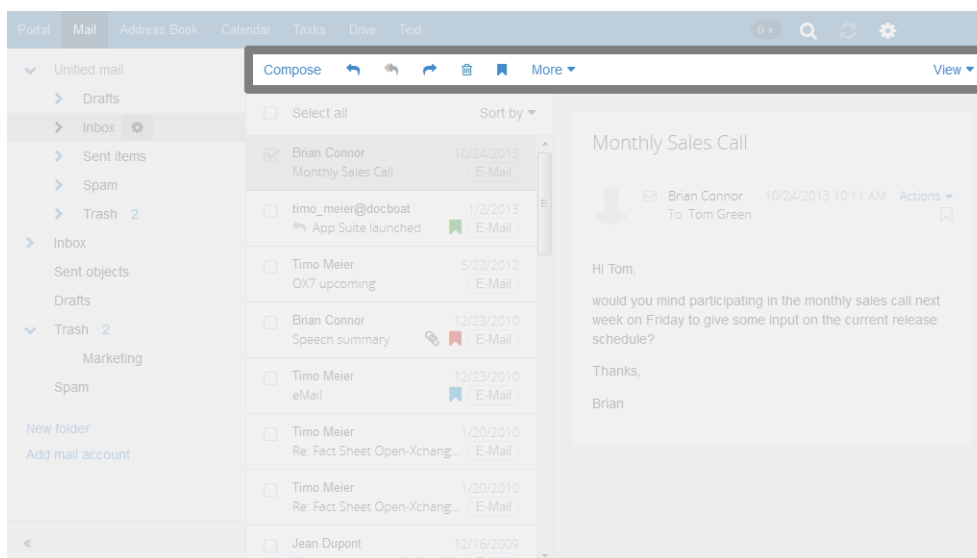 Portal Mail Address Book Calendar Tasks Drive Text 0
Compose More View
Unified mail
Drafts
Inbox
Sent items
Spam
Trash 2
Inbox
Sent objects
Drafts
Trash 2
Marketing
Spam
New folder
Add mail account
Select all Sort by
Brian Connor 10/24/2013
Monthly Sales Call E-Mail
timo_meier@docboat 1/2/2013
App Suite launched E-Mail
Timo Meier 5/22/2012
OX7 upcoming E-Mail
Brian Connor 12/23/2010
Speech summary E-Mail
Timo Meier 12/23/2010
eMail E-Mail
Timo Meier 1/20/2010
Re: Fact Sheet Open-Xchang... E-Mail
Timo Meier 1/20/2010
Re: Fact Sheet Open-Xchang... E-Mail
Jean Dupont 12/16/2009
Monthly Sales Call
Brian Connor 10/24/2013 10:11 AM Actions
To Tom Green
Hi Tom,
would you mind participating in the monthly sales call next
week on Friday to give some input on the current release
schedule?
Thanks,
Brian